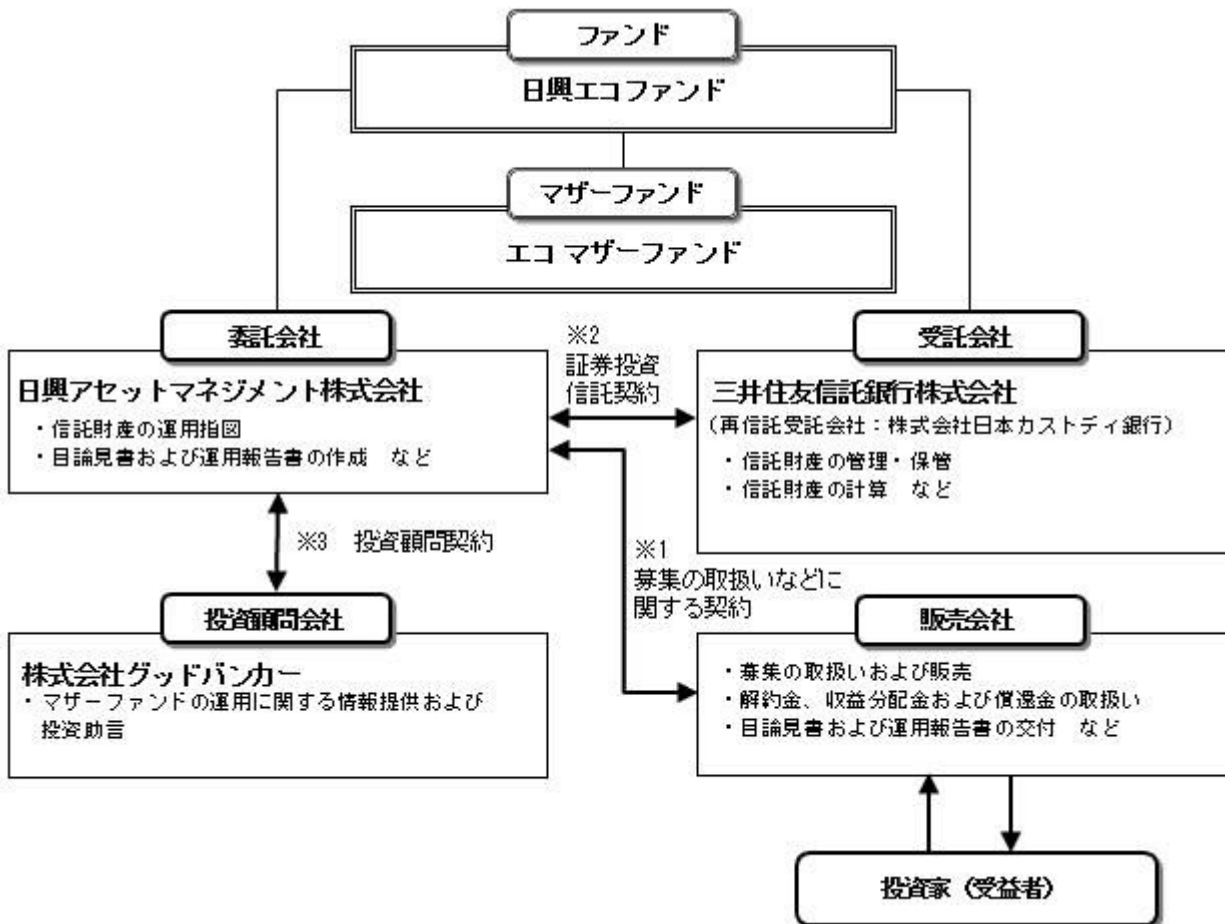 ファンド
日興エコファンド
マザーファンド
エコ マザーファンド
委託会社
日興アセットマネジメント株式会社
・信託財産の運用指図
・目論見書および運用報告書の作成　など
※2
証券投資
信託契約
受託会社
三井住友信託銀行株式会社
（再信託受託会社：株式会社日本カストディ銀行）
・信託財産の管理・保管
・信託財産の計算　など
※3　投資顧問契約
※1
募集の取扱いなどに
関する契約
投資顧問会社
株式会社グッドバンカー
・マザーファンドの運用に関する情報提供および
投資助言
販売会社
・募集の取扱いおよび販売
・解約金、収益分配金および償還金の取扱い
・目論見書および運用報告書の交付　など
投資家（受益者）